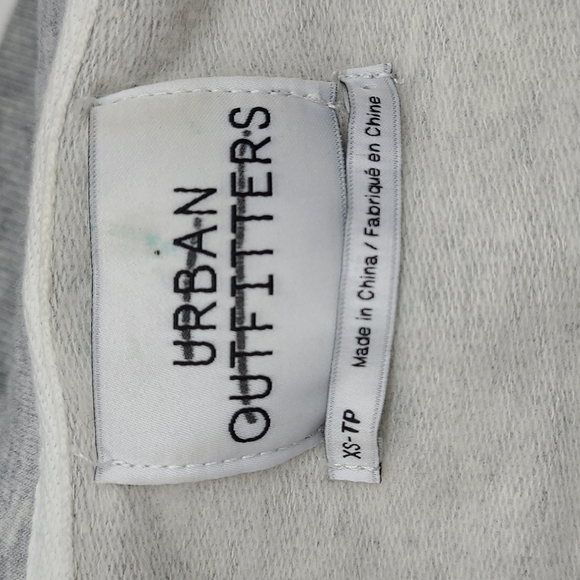 URBAN
OUTFITTERS
XS-TP Made in China / Fabriqué en Chine